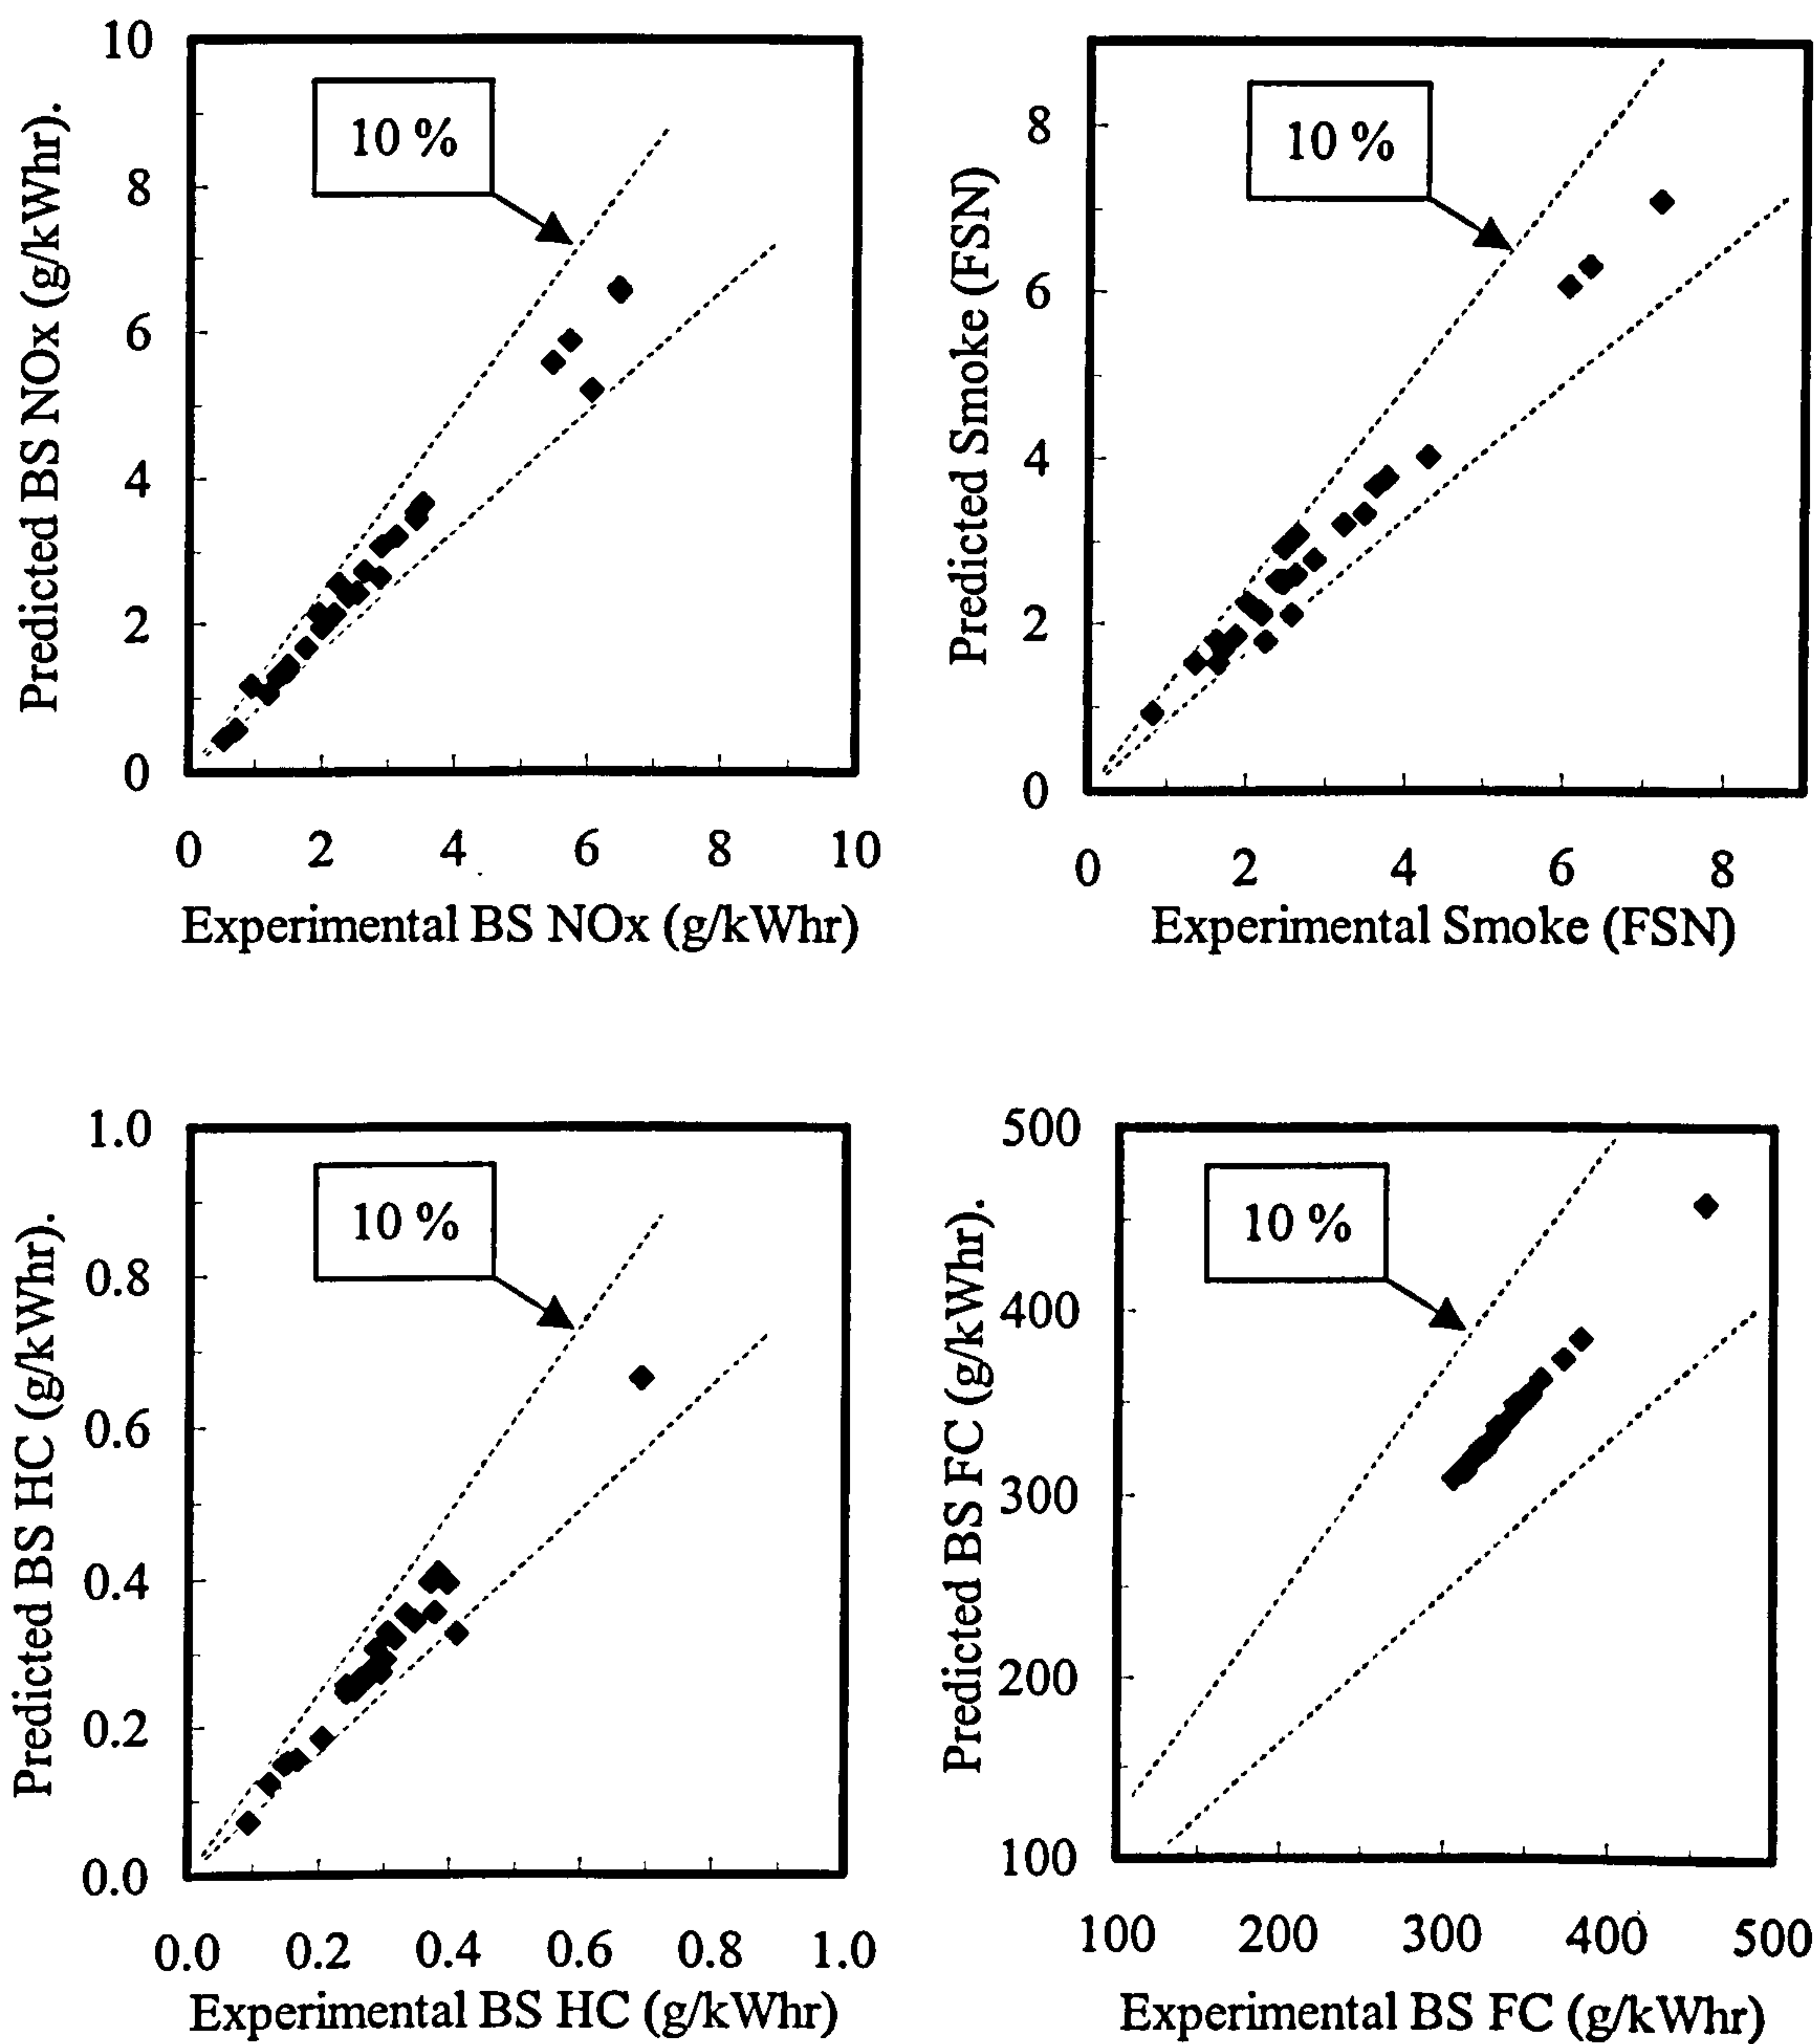 10
8
6
4
2
0
Predicted BS NOx (g/kWhr).
10 %
0 2 4 6 8 10
Experimental BS NOx (g/kWhr)
8
6
4
2
0
Predicted Smoke (FSN)
10 %
0 2 4 6 8
Experimental Smoke (FSN)
1.0
0.8
0.6
0.4
0.2
0.0
Predicted BS HC (g/kWhr).
10 %
0.0 0.2 0.4 0.6 0.8 1.0
Experimental BS HC (g/kWhr)
500
400
300
200
100
Predicted BS FC (g/kWhr).
10 %
100 200 300 400 500
Experimental BS FC (g/kWhr)